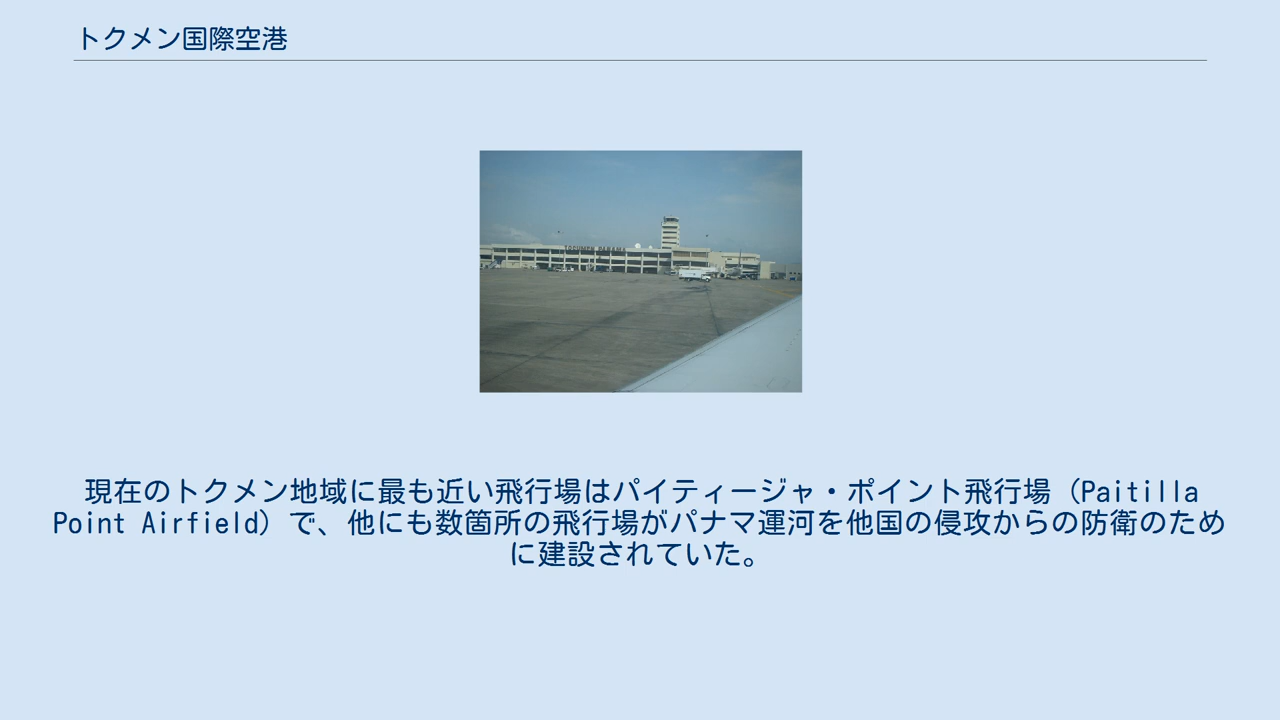 トクメン国際空港
TOCUMEN PANAMA
現在のトクメン地域に最も近い飛行場はパイティージャ・ポイント飛行場（Paitilla
Point Airfield）で、他にも数箇所の飛行場がパナマ運河を他国の侵攻からの防衛のため
に建設されていた。